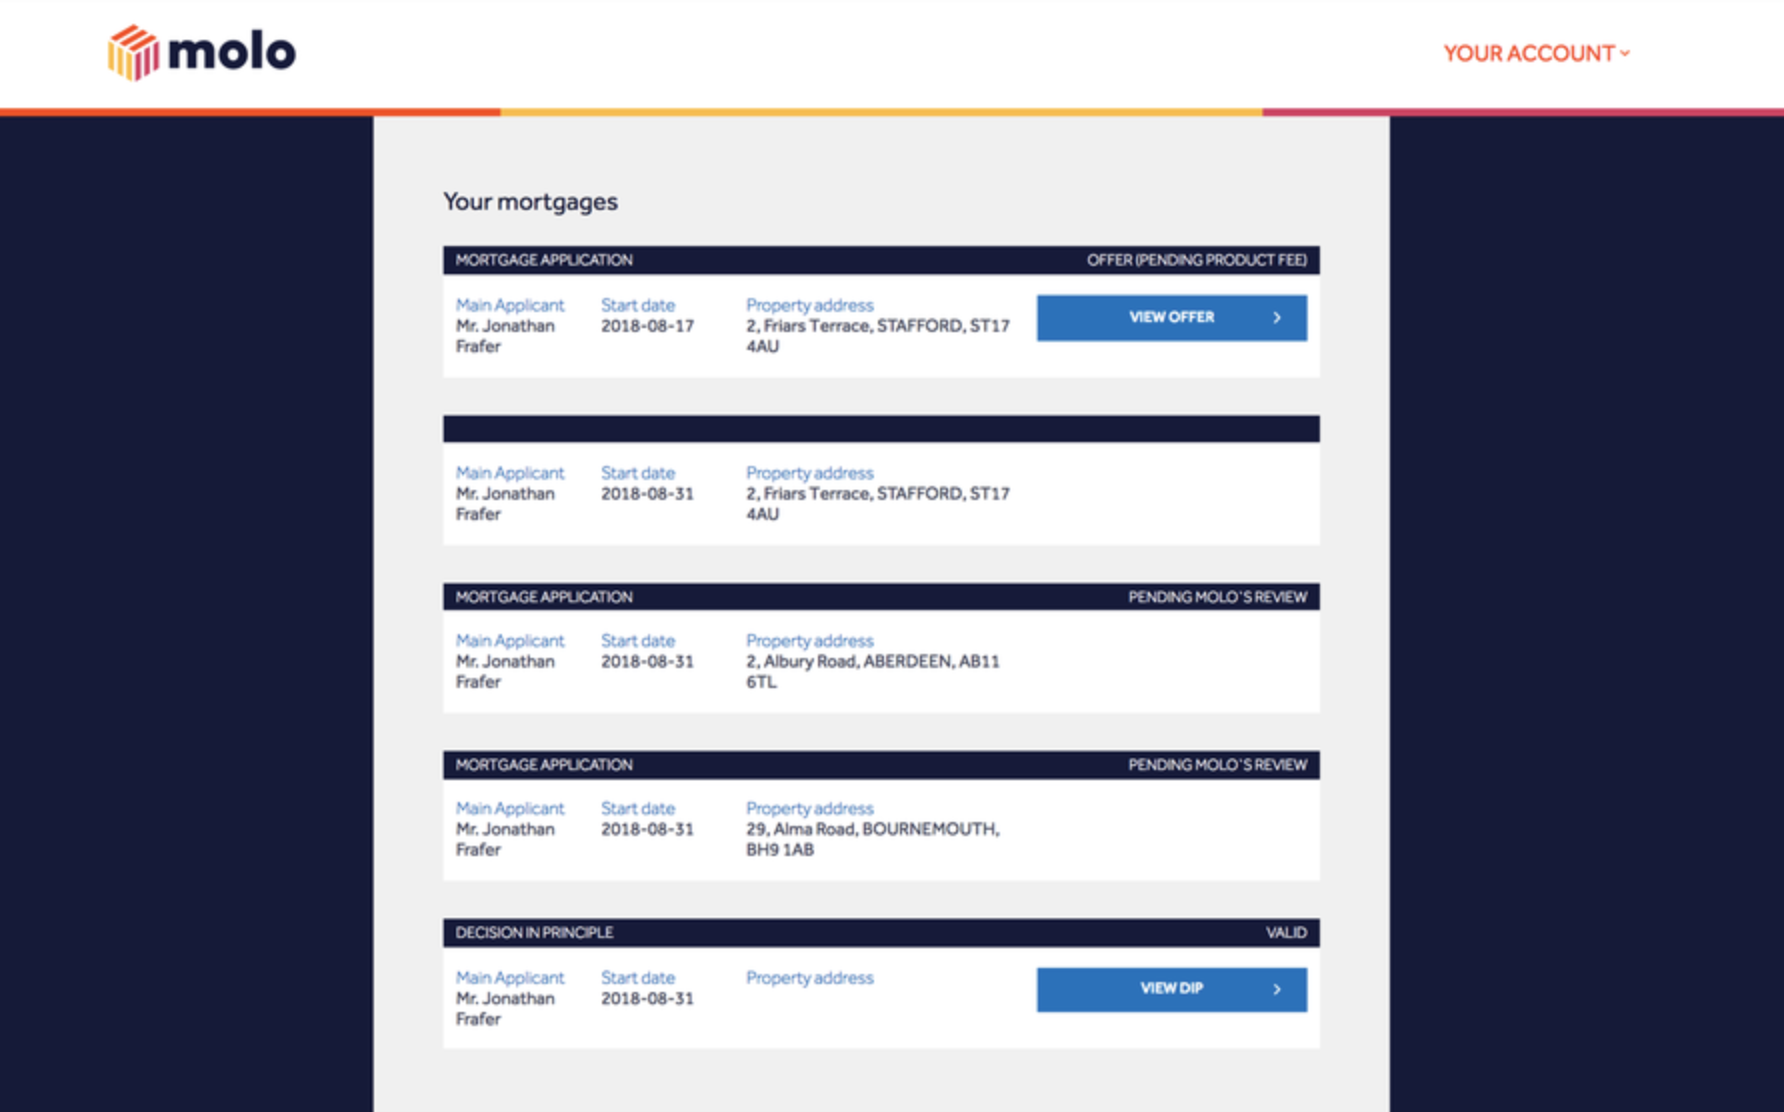 molo
YOUR ACCOUNT
Your mortgages
MORTGAGE APPLICATION OFFER (PENDING PRODUCT FEE)
Main Applicant Start date Property address
Mr. Jonathan 2018-08-17 2, Friars Terrace, STAFFORD, ST17
Frafer 4AU
VIEW OFFER
Main Applicant Start date Property address
Mr. Jonathan 2018-08-31 2, Friars Terrace, STAFFORD, ST17
Frafer 4AU
MORTGAGE APPLICATION PENDING MOLO`S REVIEW
Main Applicant Start date Property address
Mr. Jonathan 2018-08-31 2, Albury Road, ABERDEEN, AB11
Frafer 6TL
MORTGAGE APPLICATION PENDING MOLO`S REVIEW
Main Applicant Start date Property address
Mr. Jonathan 2018-08-31 29, Alma Road, BOURNEMOUTH,
Frafer BH9 1AB
DECISION IN PRINCIPLE VALID
Main Applicant Start date Property address
Mr. Jonathan 2018-08-31
Frafer
VIEW DIP